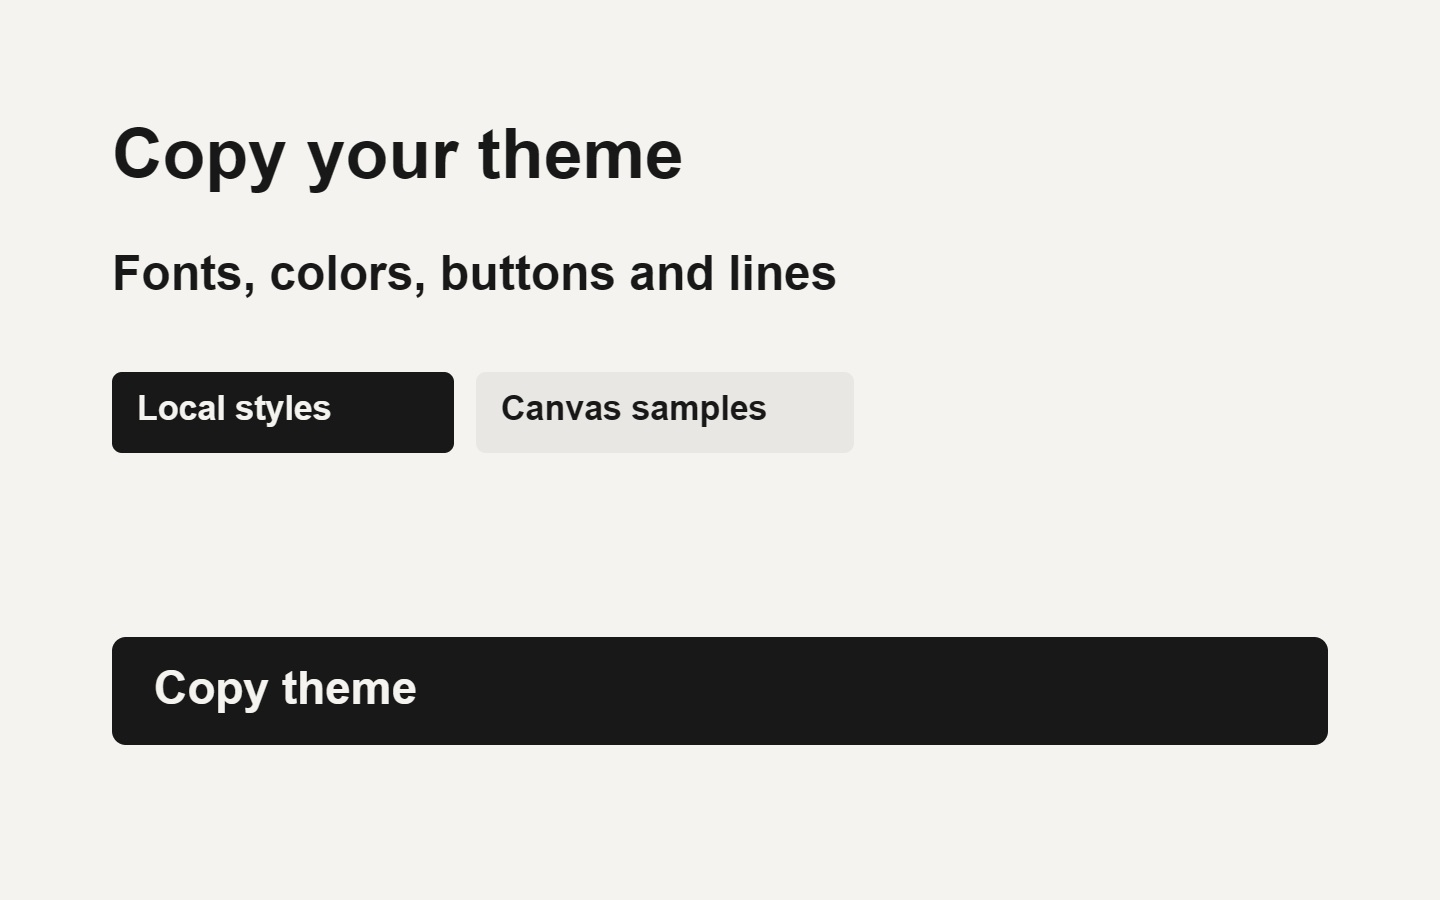 Copy your theme
Fonts, colors, buttons and lines
Local styles
Canvas samples
Copy theme